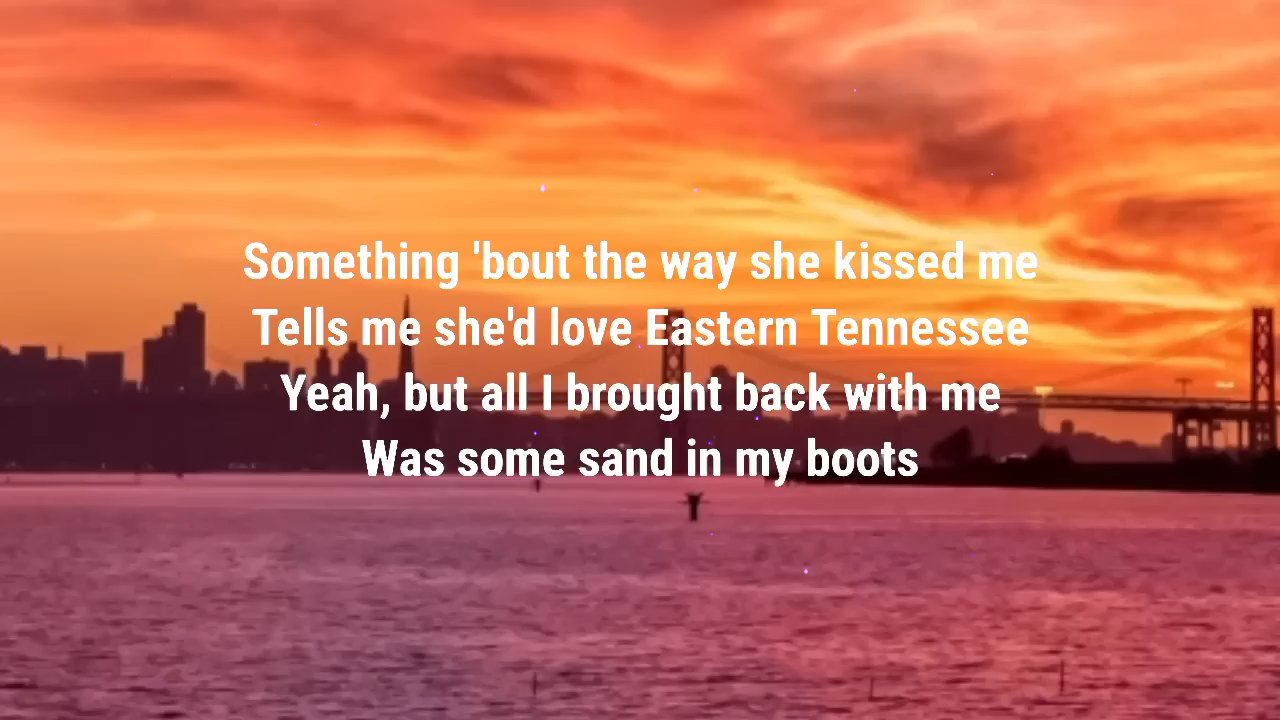 Something 'bout the way she kissed me
Tells me she'd love Eastern Tennessee
Yeah, but all I brought back with me
Was some sand in my boots